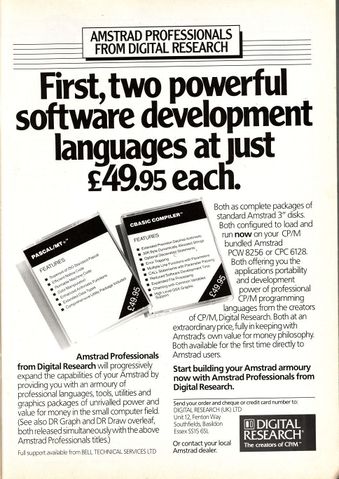 AMSTRAD PROFESSIONALS
FROM DIGITAL RESEARCH
First, two powerful
software development
languages at just
£49.95 each.
PASCAL/MT+™
FEATURES
£49.95
CBASIC COMPILER™
FEATURES
£49.95
Both as complete packages of
standard Amstrad 3" disks.
Both configured to load and
run now on your CP/M
bundled Amstrad
PCW 8256 or CPC 6128.
Both offering you the
applications portability
and development
power of professional
CP/M programming
languages from the creators
of CP/M, Digital Research. Both at an
extraordinary price, fully in keeping with
Amstrad's own value for money philosophy.
Both available for the first time directly to
Amstrad users.
Start building your Amstrad armoury
now with Amstrad Professionals from
Digital Research.
Amstrad Professionals
from Digital Research will progressively
expand the capabilities of your Amstrad by
providing you with an armoury of
professional languages, tools, utilities and
graphics packages of unrivalled power and
value for money in the small computer field.
(See also DR Graph and DR Draw overleaf,
both released simultaneously with the above
Amstrad Professionals titles.)
Full support available from BELL TECHNICAL SERVICES LTD
Send your order and cheque or credit card number to:
DIGITAL RESEARCH (UK) LTD
Unit 12, Fenton Way
Southfields, Basildon
Essex SS15 6SL
Or contact your local
Amstrad dealer.
DIGITAL
RESEARCH®
The creators of CP/M™